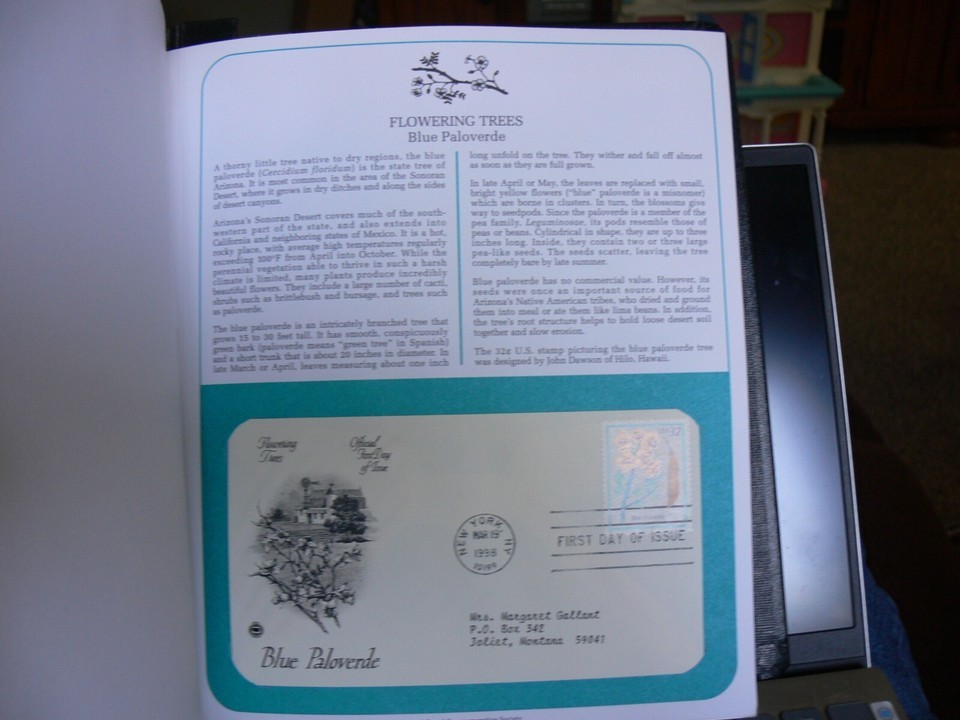 FLOWERING TREES
Blue Paloverde
A thorny little tree native to dry regions, the blue
paloverde (Cercidium floridum) is the state tree of
Arizona. It is most common in the area of the Sonoran
Desert, where it grows in dry ditches and along the sides
of desert canyons.
Arizona's Sonoran Desert covers much of the south-
western part of the state, and also extends into
California and neighboring states of Mexico. It is a hot,
rocky place, with average high temperatures regularly
exceeding 100°F from April into October. While the
perennial vegetation able to thrive in such a harsh
climate is limited, many plants produce incredibly
beautiful flowers. They include a large number of cacti,
shrubs such as brittlebush and bursage, and trees such
as paloverde.
The blue paloverde is an intricately branched tree that
grows 15 to 30 feet tall. It has smooth, conspicuously
green bark (paloverde means "green tree" in Spanish)
and a short trunk that is about 20 inches in diameter. In
late March or April, leaves measuring about one inch
long unfold on the tree. They wither and fall off almost
as soon as they are full grown.
In late April or May, the leaves are replaced with small,
bright yellow flowers ("blue" paloverde is a misnomer)
which are borne in clusters. In turn, the blossoms give
way to seedpods. Since the paloverde is a member of the
pea family, Leguminosae, its pods resemble those of
peas or beans. Cylindrical in shape, they are up to three
inches long. Inside, they contain two or three large
pea-like seeds. The seeds scatter, leaving the tree
completely bare by late summer.
Blue paloverde has no commercial value. However, its
seeds were once an important source of food for
Arizona's Native American tribes, who dried and ground
them into meal or ate them like lima beans. In addition,
the tree's root structure helps to hold loose desert soil
together and slow erosion.
The 32¢ U.S. stamp picturing the blue paloverde tree
was designed by John Dawson of Hilo, Hawaii.
Flowering
Trees
Official
First Day
of Issue
32
NEW YORK NY
MAR 19
1998
FIRST DAY OF ISSUE
Mrs. Margaret Gallant
P.O. Box 342
Joliet, Montana 59041
Blue Paloverde